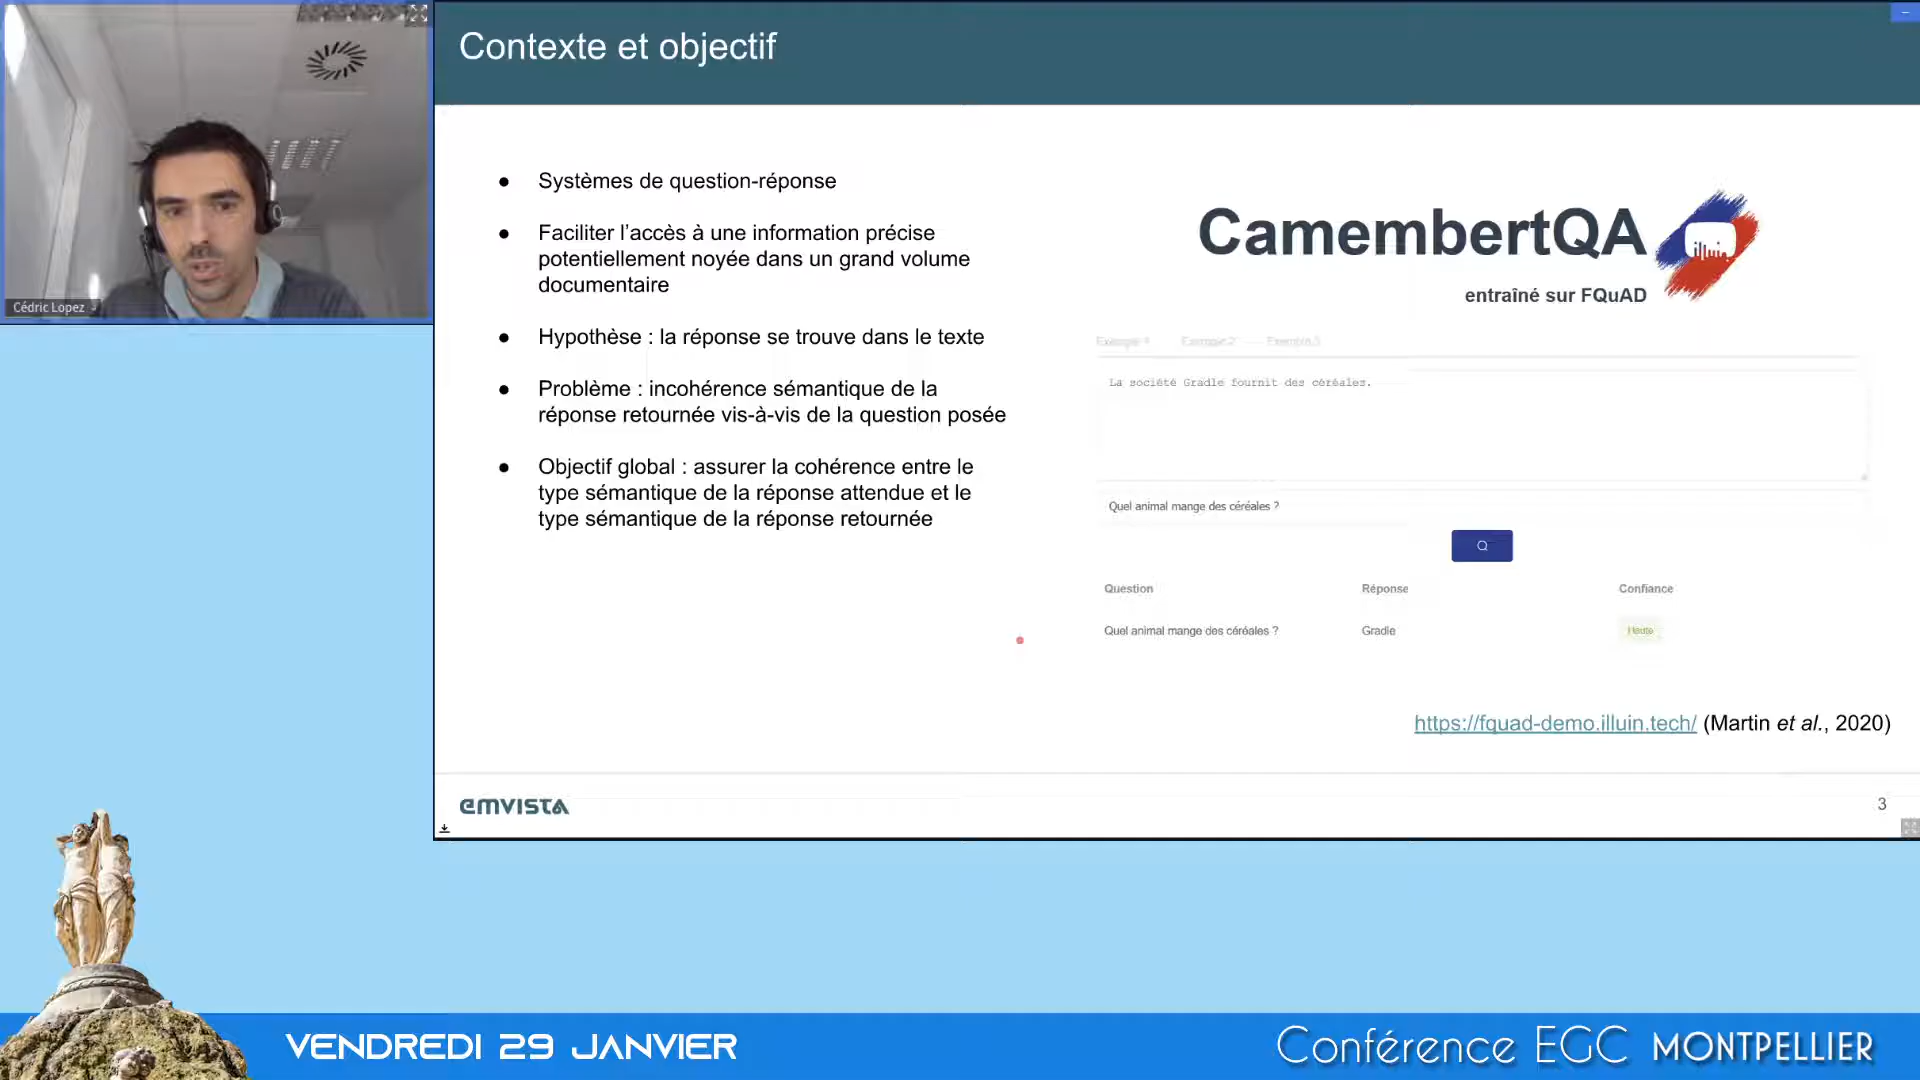 Contexte et objectif
Cédric Lopez
● Systèmes de question-réponse
● Faciliter l’accès à une information précise
potentiellement noyée dans un grand volume
documentaire
● Hypothèse : la réponse se trouve dans le texte
● Problème : incohérence sémantique de la
réponse retournée vis-à-vis de la question posée
● Objectif global : assurer la cohérence entre le
type sémantique de la réponse attendue et le
type sémantique de la réponse retournée
CamembertQA
entraîné sur FQuAD
La société Gradle fournit des céréales.
Quel animal mange des céréales ?
Question Réponse Confiance
Quel animal mange des céréales ? Gradle Haute
https://fquad-demo.illuin.tech/ (Martin et al., 2020)
emvista
3
VENDREDI 29 JANVIER
Conférence EGC MONTPELLIER